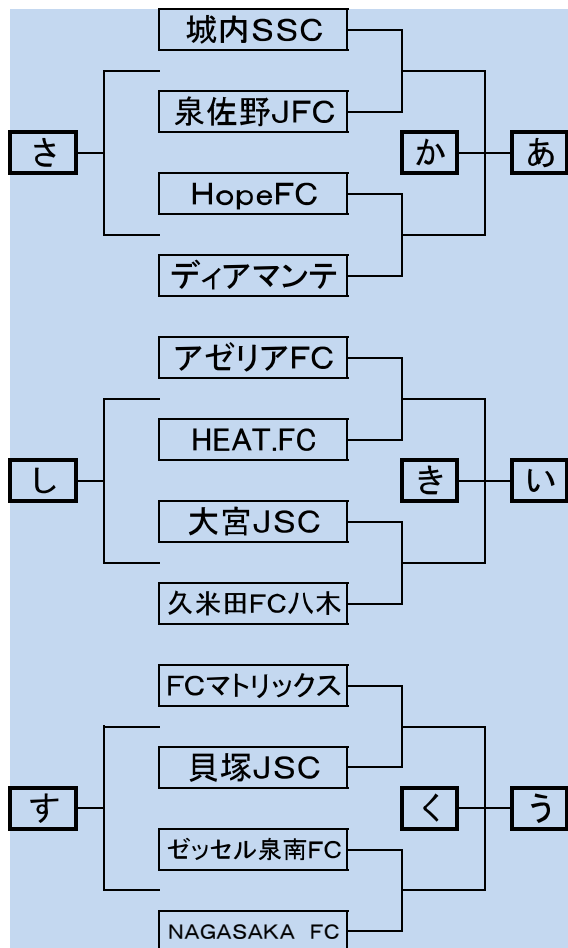 城内SSC
泉佐野JFC
さ
か
あ
HopeFC
ディアマンテ
アゼリアFC
HEAT.FC
し
き
い
大宮JSC
久米田FC八木
FCマトリックス
貝塚JSC
す
く
う
ゼッセル泉南FC
NAGASAKA　FC